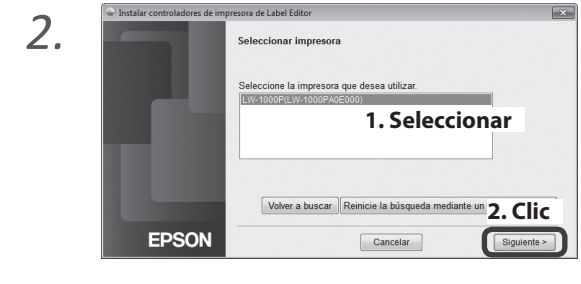 2.
Instalar controladores de impresora de Label Editor
Seleccionar impresora
Seleccione la impresora que desea utilizar.
LW-1000P(LW-1000PA0E000)
1. Seleccionar
Volver a buscar Reinicie la búsqueda mediante un
2. Clic
EPSON Cancelar Siguiente >